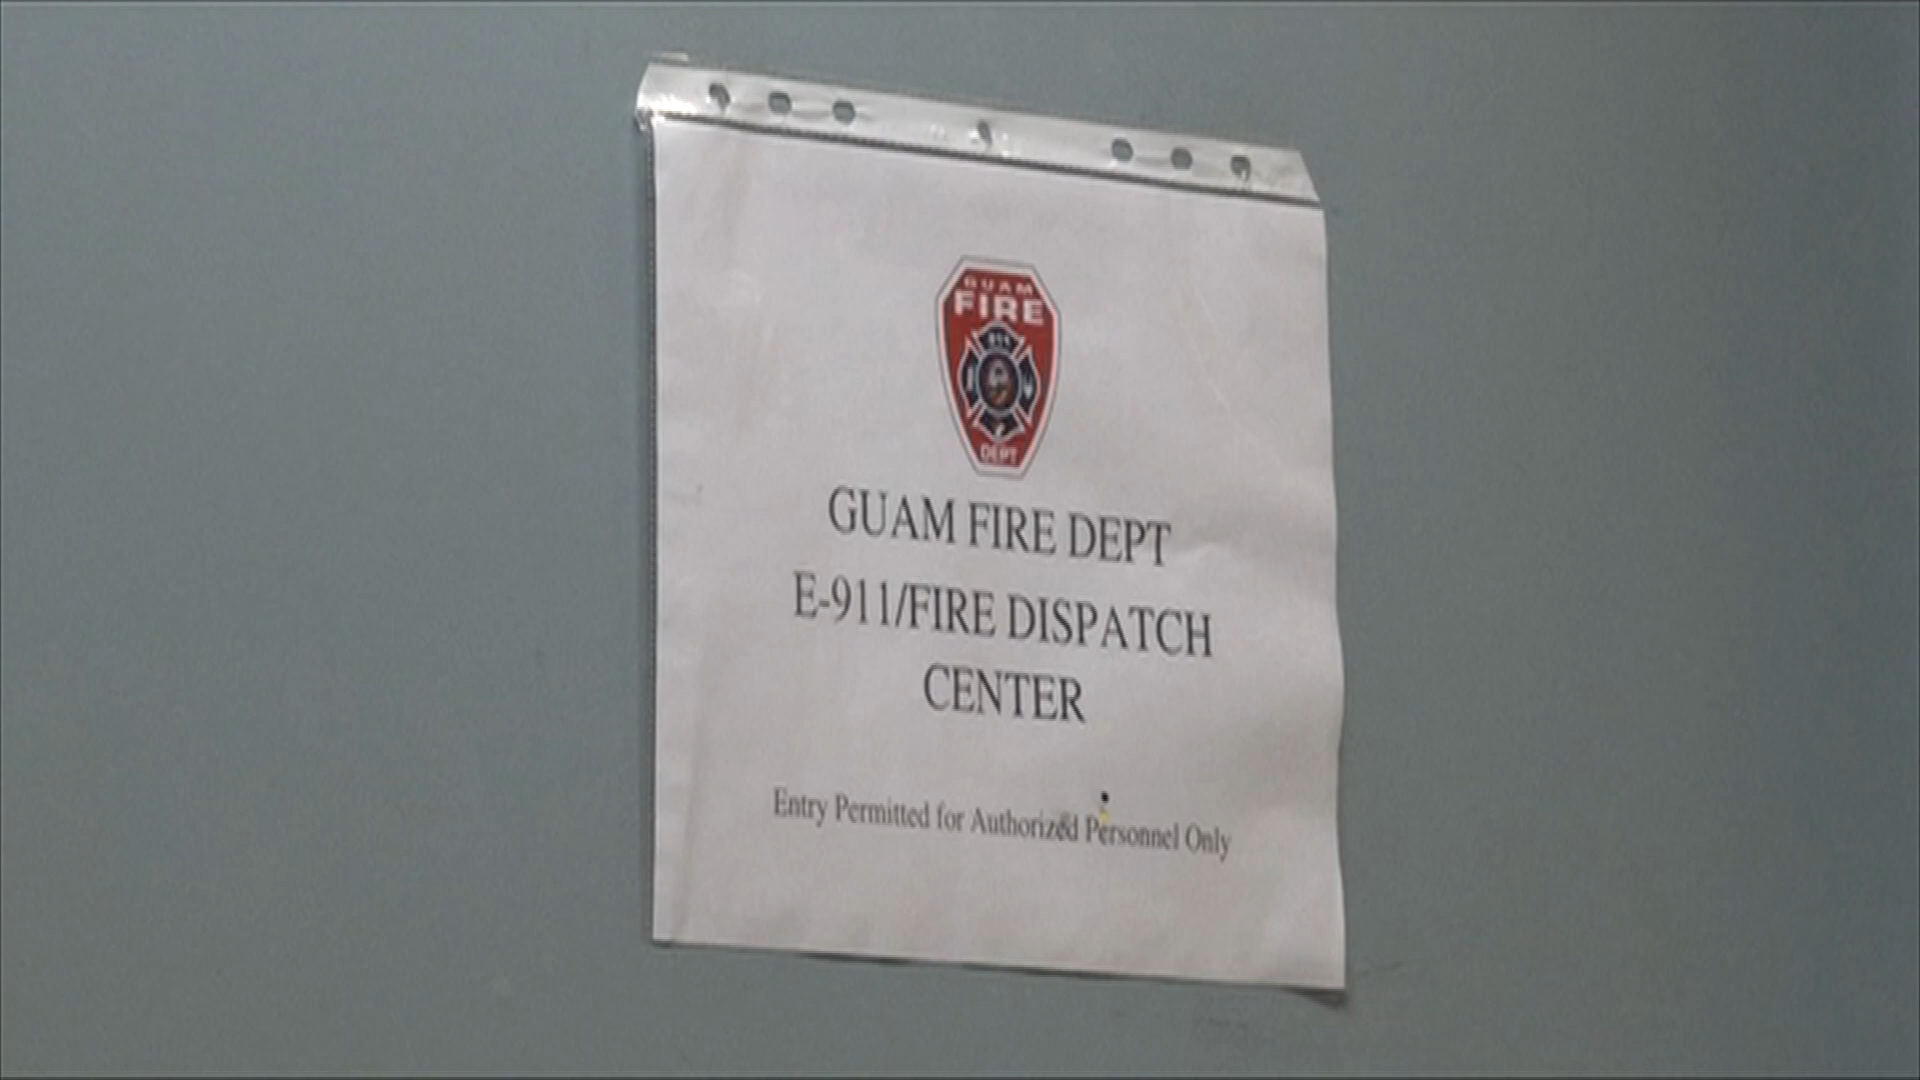 GUAM
FIRE
DEPT
GUAM FIRE DEPT
E-911/FIRE DISPATCH
CENTER
Entry Permitted for Authorized Personnel Only